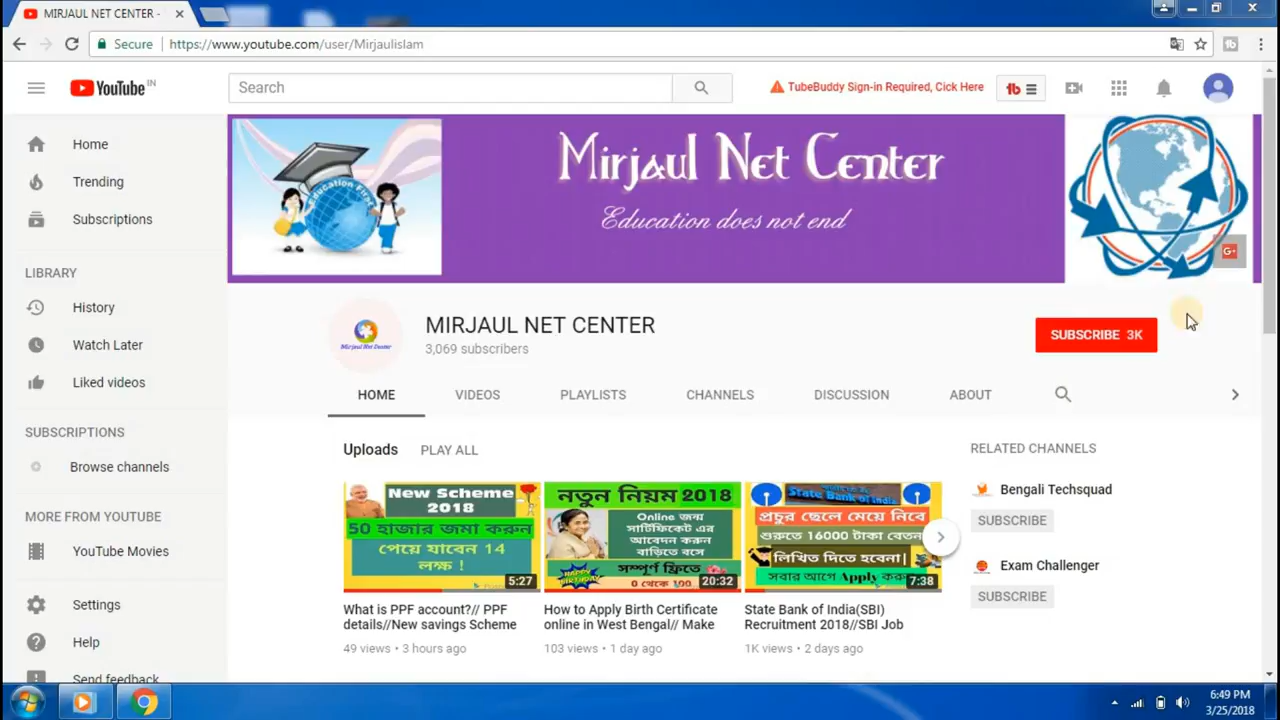 MIRJAUL NET CENTER -
Secure
https://www.youtube.com/user/Mirjaulislam
YouTube IN
Search
TubeBuddy Sign-in Required, Click Here
Home
Trending
Subscriptions
LIBRARY
History
Watch Later
Liked videos
SUBSCRIPTIONS
Browse channels
MORE FROM YOUTUBE
YouTube Movies
Settings
Help
Send feedback
Education First
Mirjaul Net Center
Education does not end
G+
Mirjaul Net Center
MIRJAUL NET CENTER
3,069 subscribers
SUBSCRIBE 3K
HOME
VIDEOS
PLAYLISTS
CHANNELS
DISCUSSION
ABOUT
Uploads
PLAY ALL
New Scheme
2018
50 হাজার জমা করুন
পেয়ে যাবেন 14
লক্ষ !
5:27
What is PPF account?// PPF
details//New savings Scheme
49 views • 3 hours ago
নতুন নিয়ম 2018
Online জন্ম
সার্টিফিকেট এর
আবেদন করুন
বাড়িতে বসে
সম্পূর্ণ ফ্রিতে
HAPPY BIRTHDAY
0 থেকে 100
20:32
How to Apply Birth Certificate
online in West Bengal// Make
103 views • 1 day ago
State Bank of India
প্রচুর ছেলে মেয়ে নিবে
শুরুতে 16000 টাকা বেতন
লিখিত দিতে হবেনা|
সবার আগে Apply করুন
7:38
State Bank of India(SBI)
Recruitment 2018//SBI Job
1K views • 2 days ago
RELATED CHANNELS
Bengali Techsquad
SUBSCRIBE
Exam Challenger
SUBSCRIBE
6:49 PM
3/25/2018